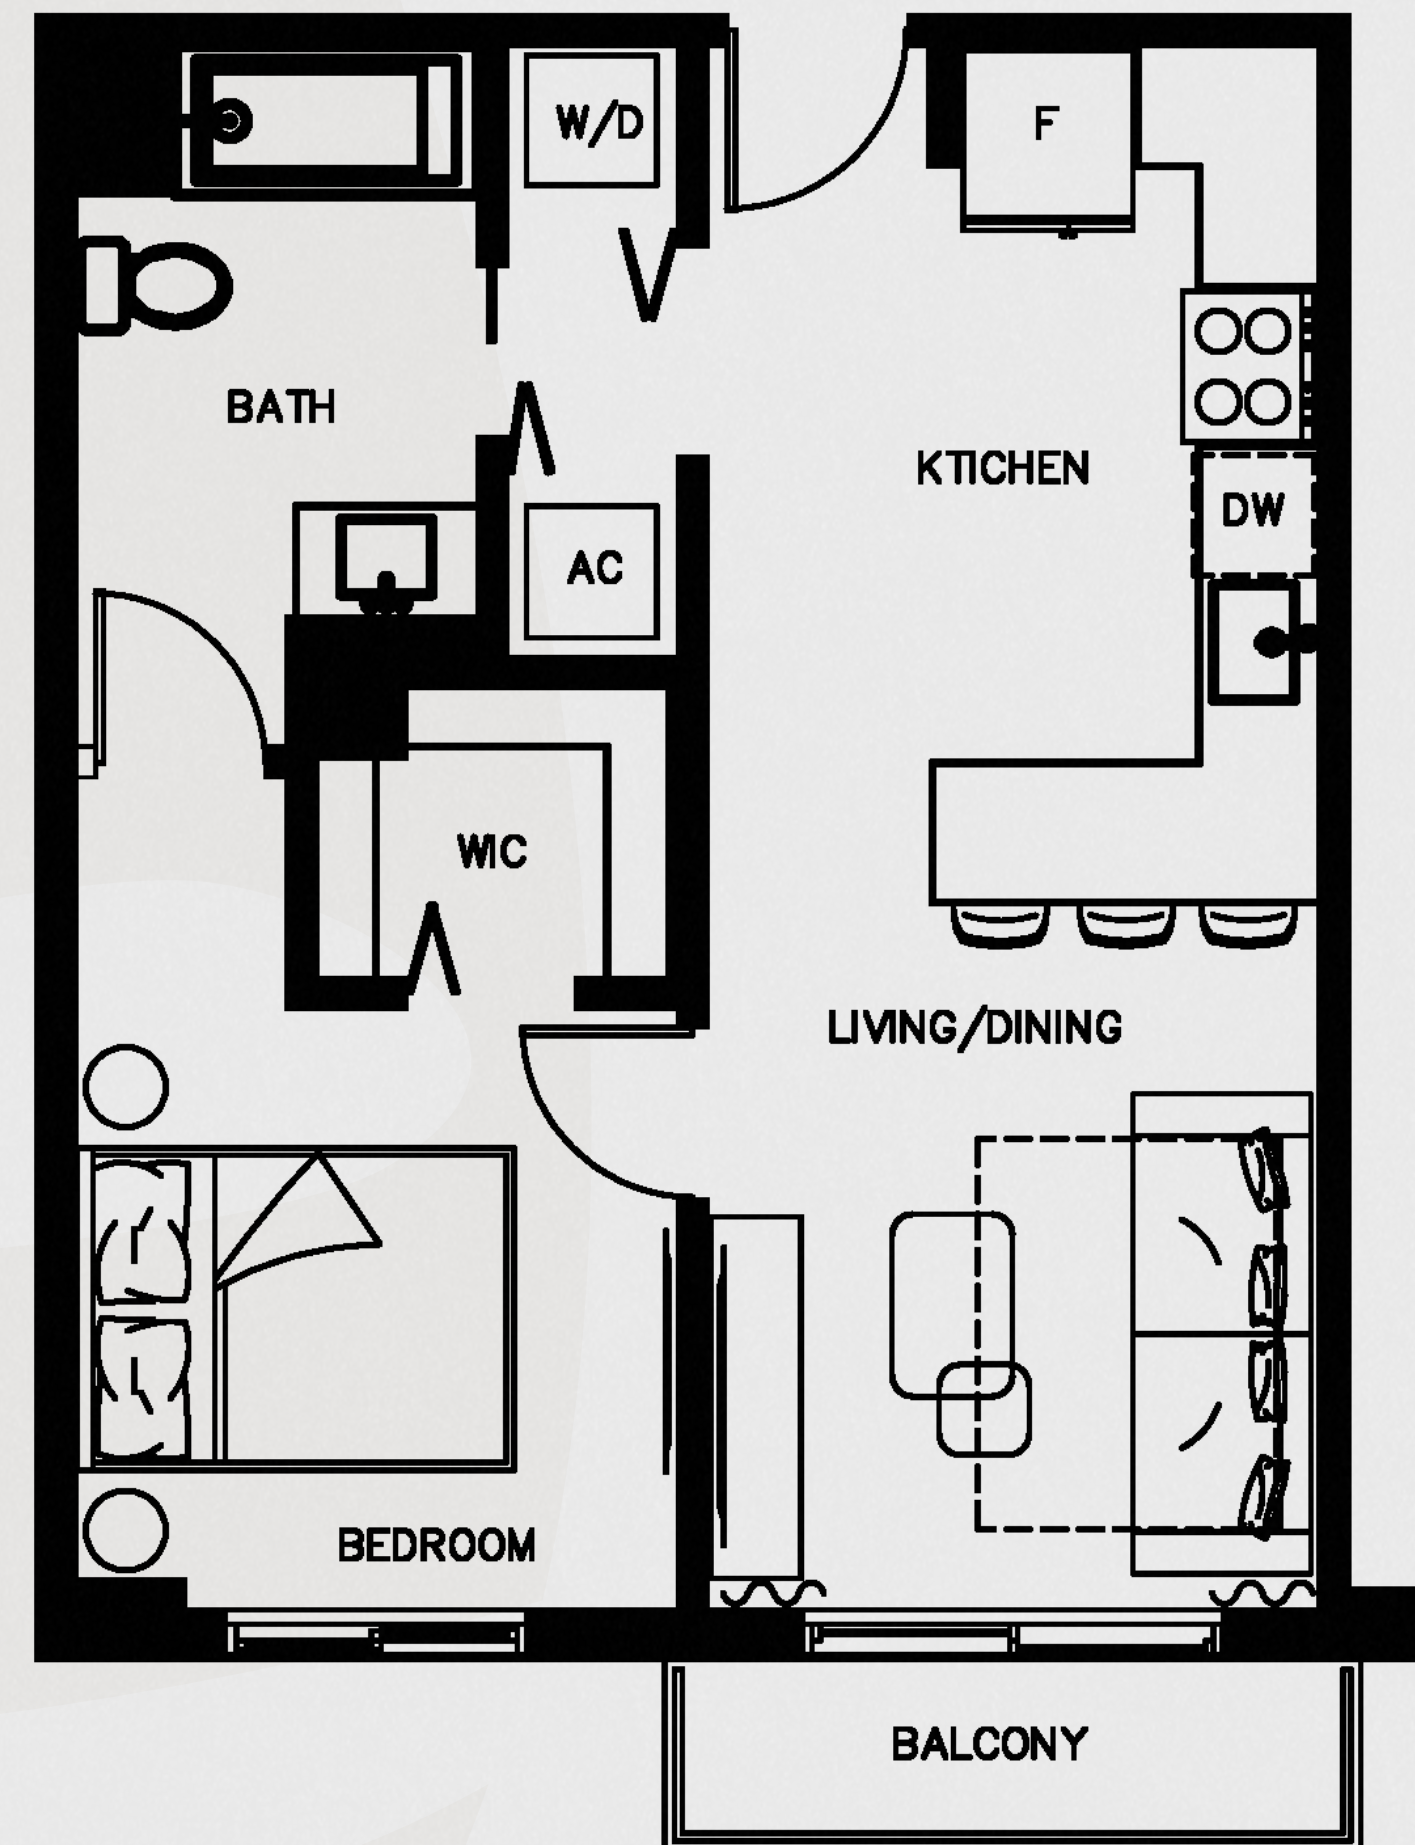 W/D
F
BATH
KTICHEN
DW
AC
WIC
LIVING/DINING
BEDROOM
BALCONY